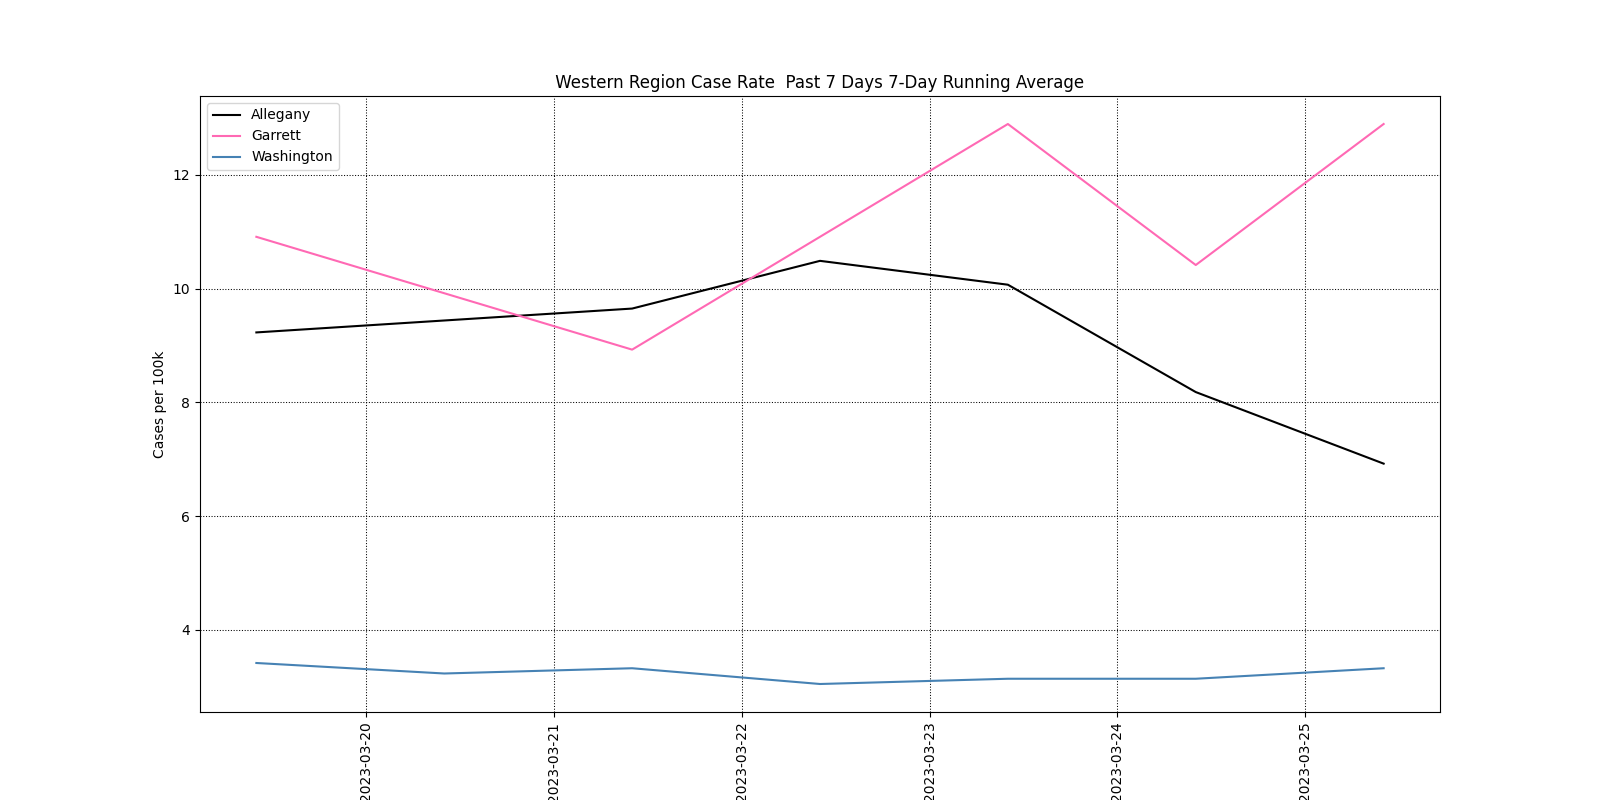 Western Region Case Rate  Past 7 Days 7-Day Running Average
Allegany
Garrett
Washington
12
10
8
6
4
Cases per 100k
2023-03-20
2023-03-21
2023-03-22
2023-03-23
2023-03-24
2023-03-25